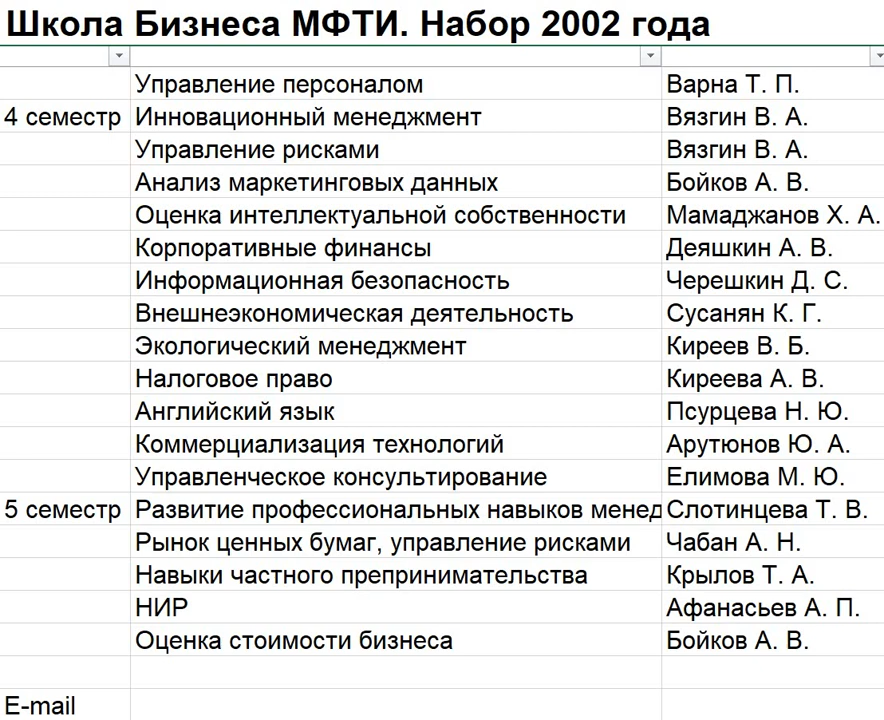 Школа Бизнеса МФТИ. Набор 2002 года
Управление персоналом Варна Т. П.
4 семестр Инновационный менеджмент Вязгин В. А.
Управление рисками Вязгин В. А.
Анализ маркетинговых данных Бойков А. В.
Оценка интеллектуальной собственности Мамаджанов Х. А.
Корпоративные финансы Деяшкин А. В.
Информационная безопасность Черешкин Д. С.
Внешнеэкономическая деятельность Сусанян К. Г.
Экологический менеджмент Киреев В. Б.
Налоговое право Киреева А. В.
Английский язык Псурцева Н. Ю.
Коммерциализация технологий Арутюнов Ю. А.
Управленческое консультирование Елимова М. Ю.
5 семестр Развитие профессиональных навыков менед Слотинцева Т. В.
Рынок ценных бумаг, управление рисками Чабан А. Н.
Навыки частного препринимательства Крылов Т. А.
НИР Афанасьев А. П.
Оценка стоимости бизнеса Бойков А. В.
E-mail